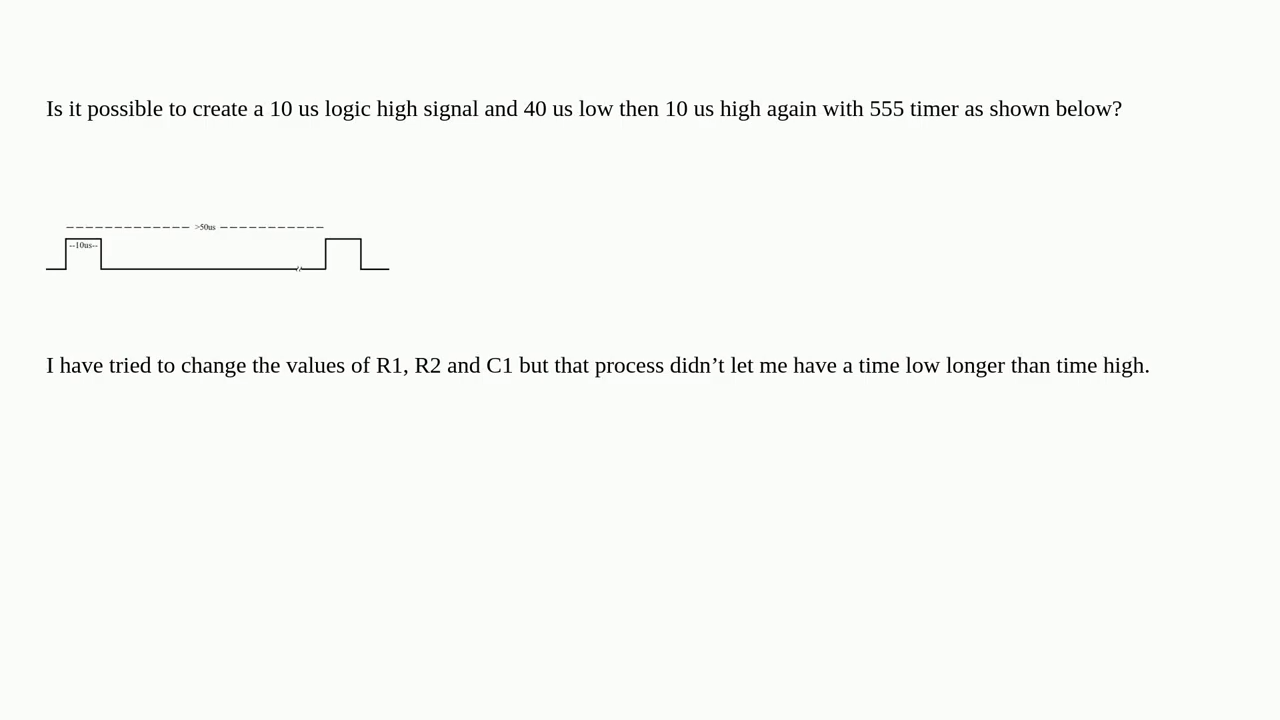 Is it possible to create a 10 us logic high signal and 40 us low then 10 us high again with 555 timer as shown below?
>50us
--10us--
I have tried to change the values of R1, R2 and C1 but that process didn’t let me have a time low longer than time high.